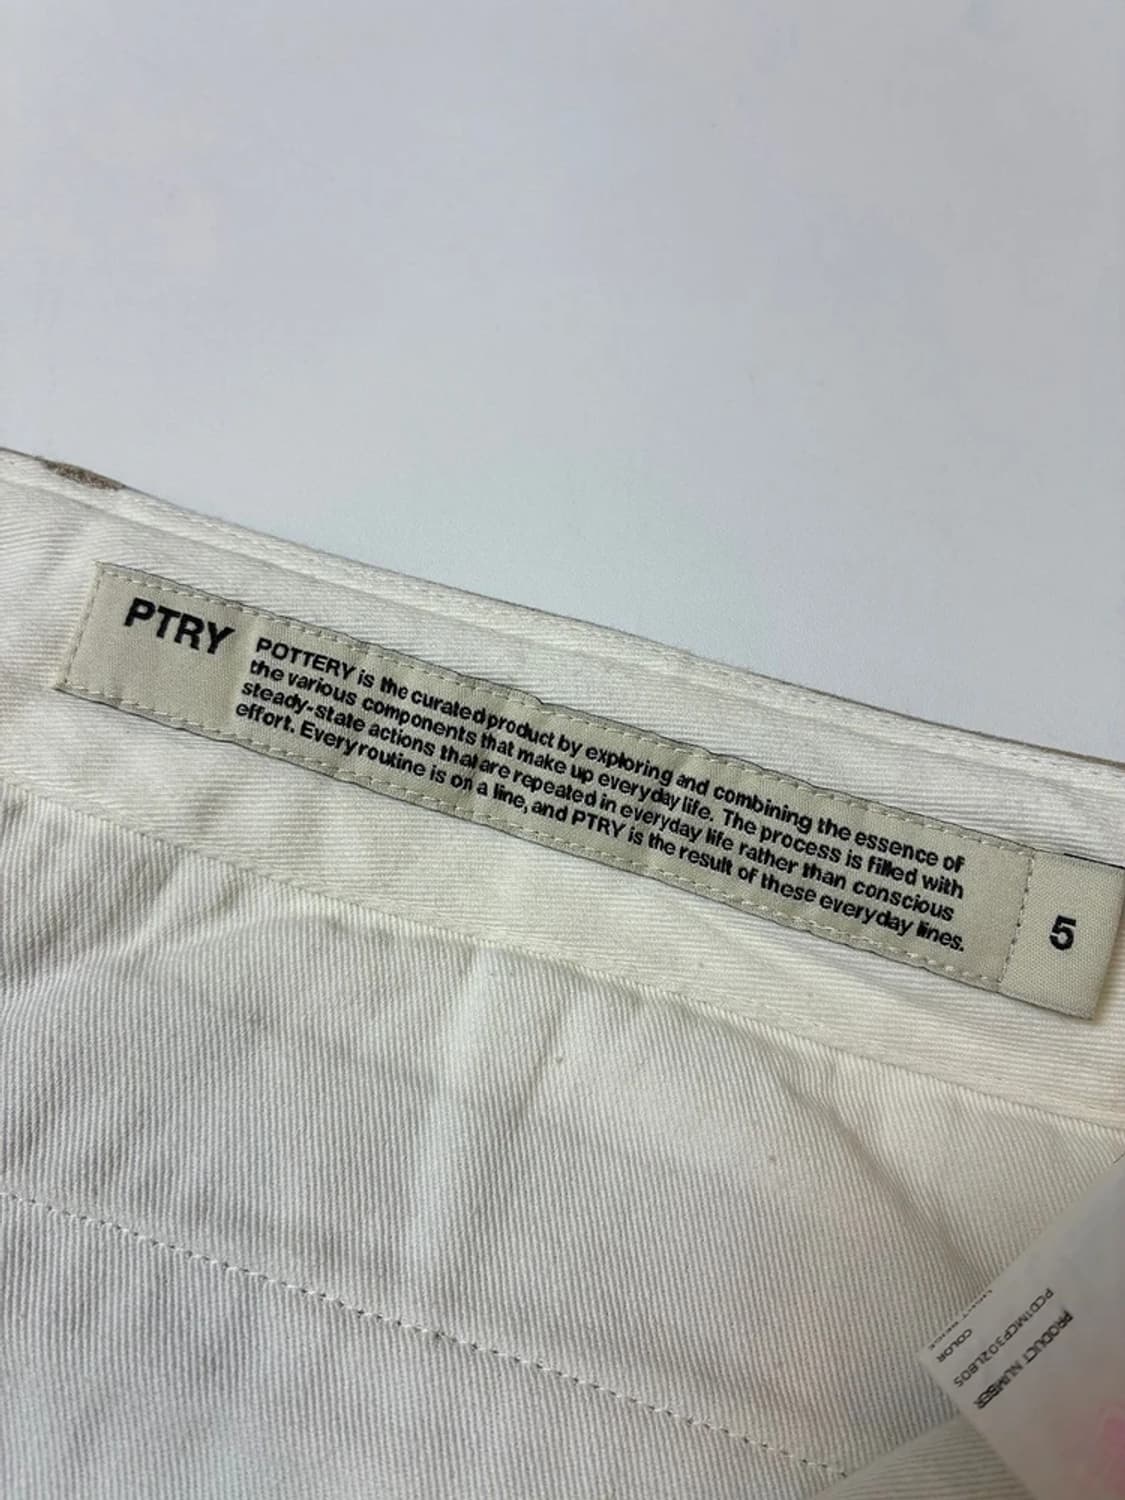 PTRY
POTTERY is the curated product by exploring and combining the essence of
the various components that make up everyday life. The process is filled with
steady-state actions that are repeated in everyday life rather than conscious
effort. Every routine is on a line, and PTRY is the result of these everyday lines.
5
PRODUCT NUMBER
PCD1MCP302LBOS
COLOR